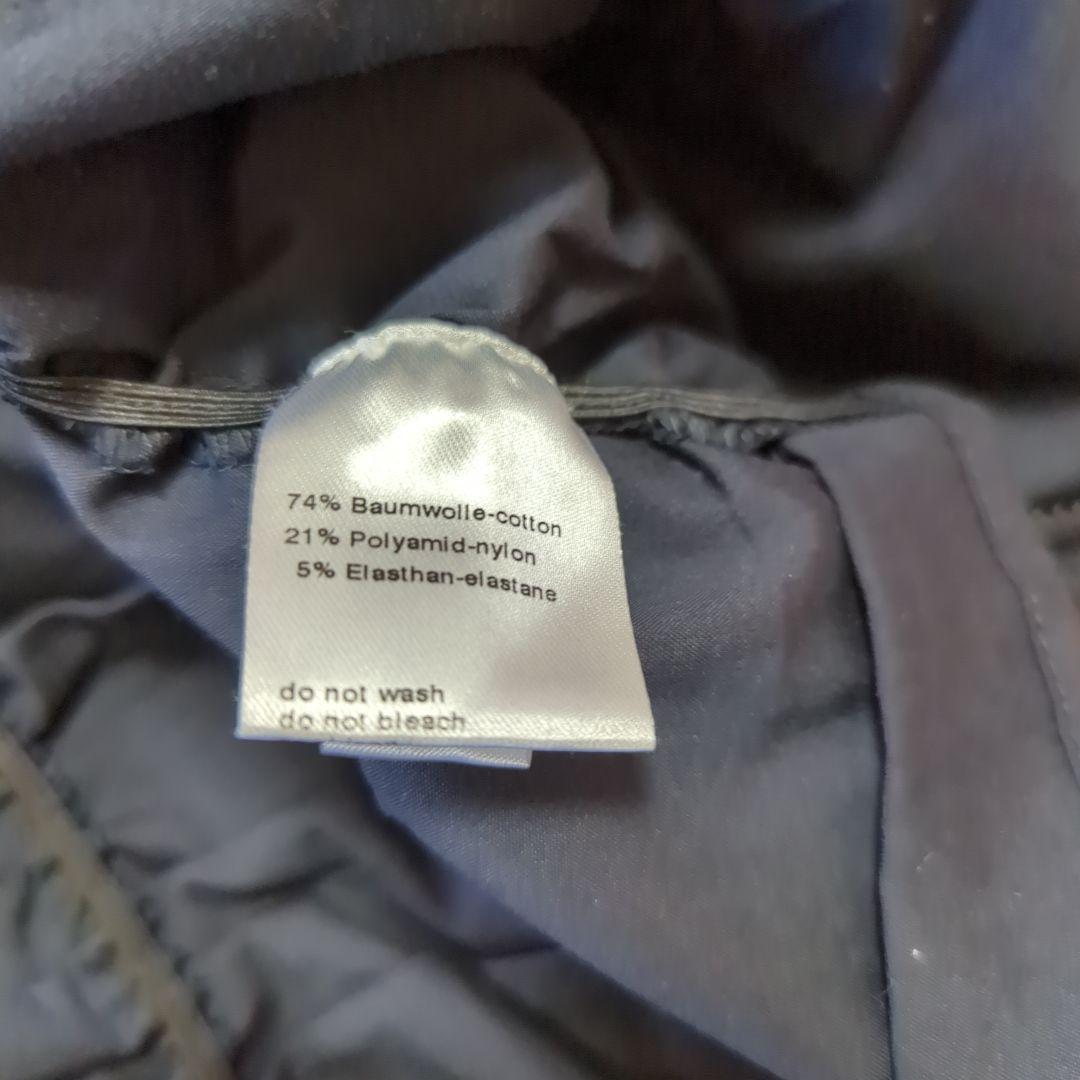 74% Baumwolle-cotton
21% Polyamid-nylon
5% Elasthan-elastane
do not wash
do not bleach